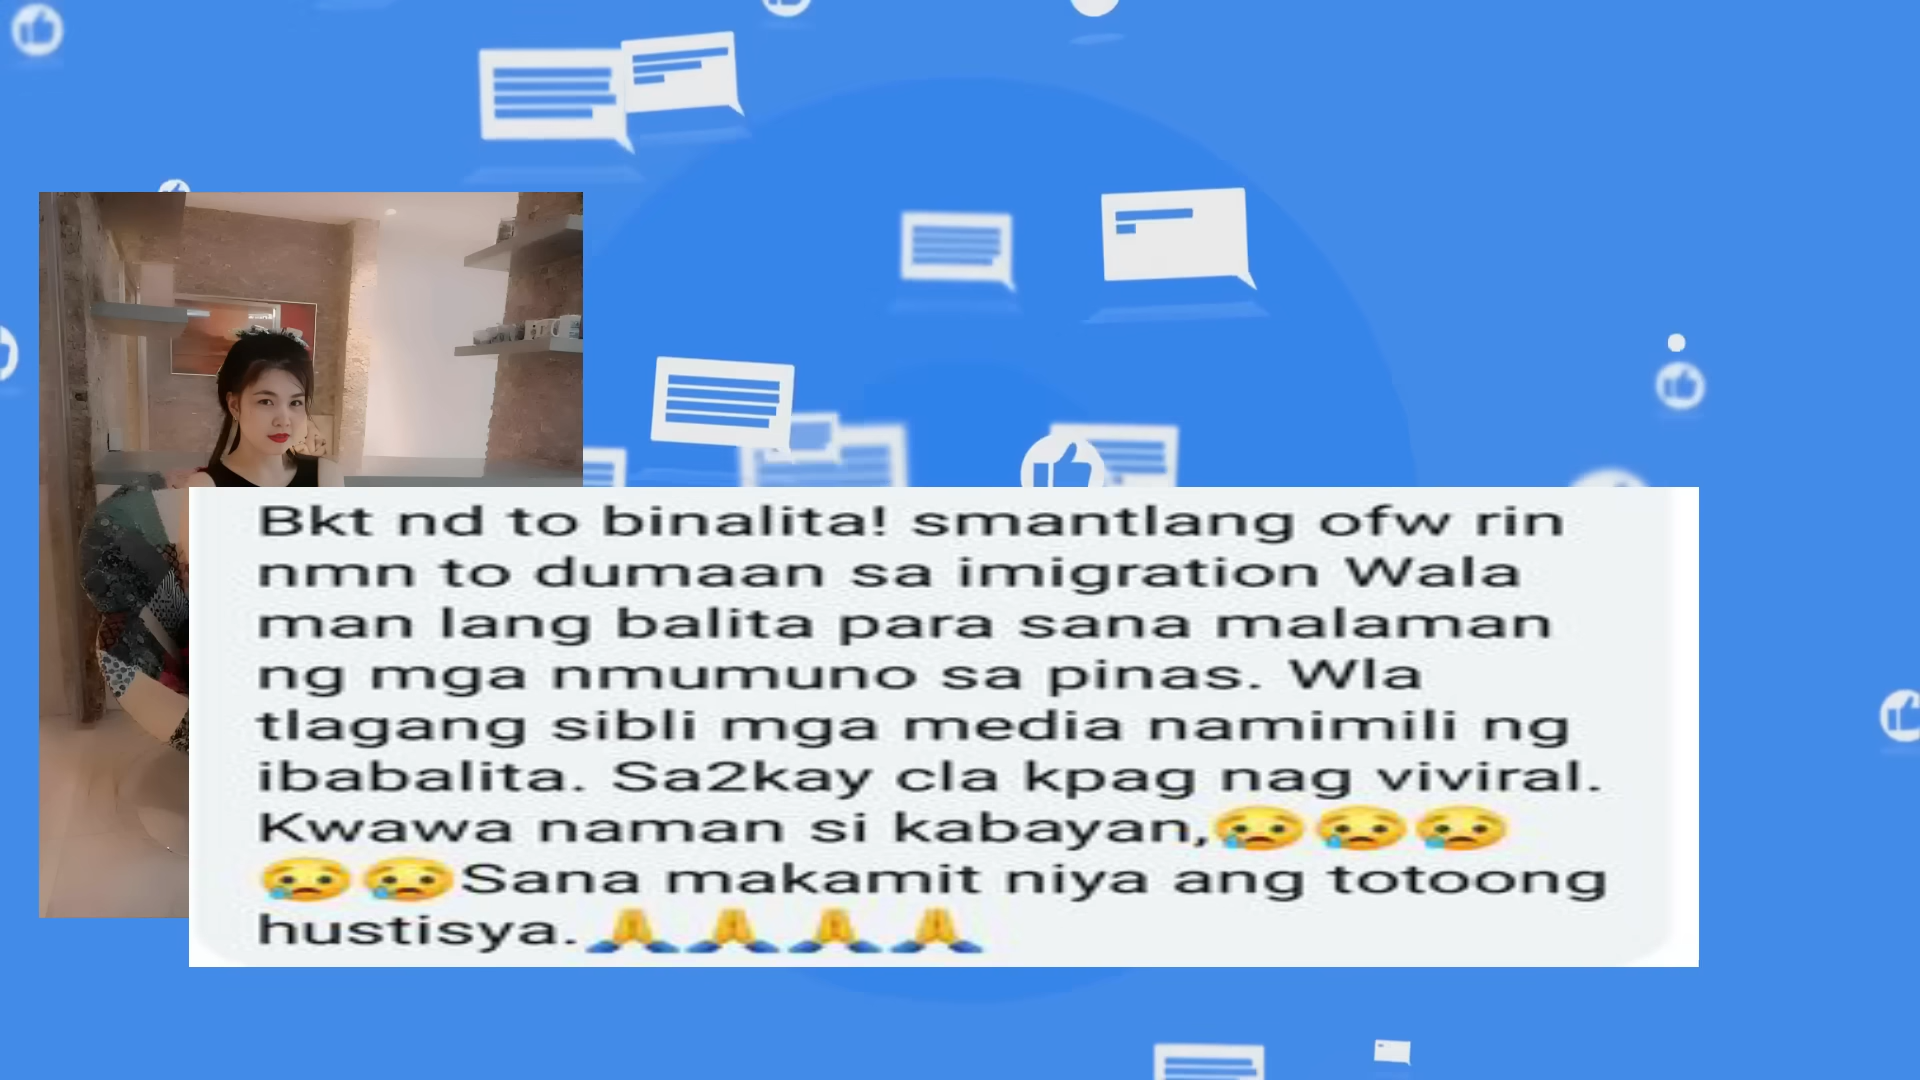 Bkt nd to binalita! smantlang ofw rin
nmn to dumaan sa imigration Wala
man lang balita para sana malaman
ng mga nmumuno sa pinas. Wla
tlagang sibli mga media namimili ng
ibabalita. Sa2kay cla kpag nag viviral.
Kwawa naman si kabayan,😥😥😥
😥😥Sana makamit niya ang totoong
hustisya.🙏🙏🙏🙏